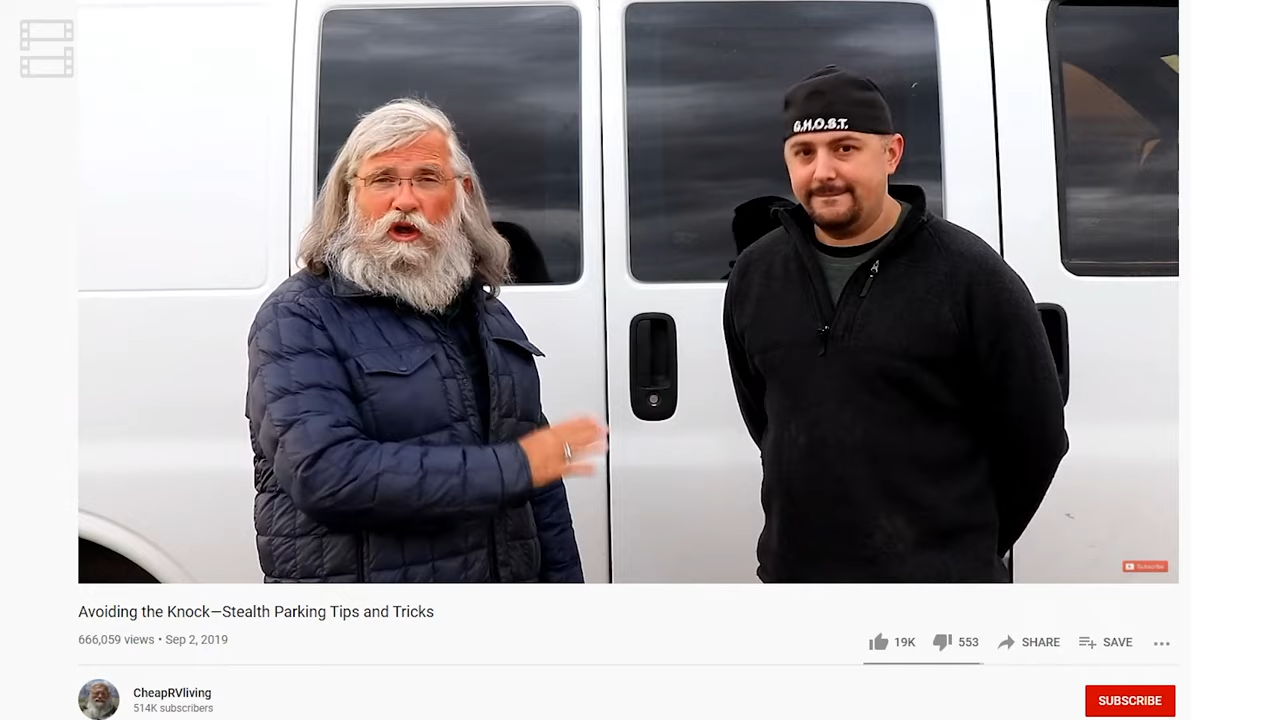 G.H.O.S.T.
Subscribe
Avoiding the Knock—Stealth Parking Tips and Tricks
666,059 views • Sep 2, 2019
19K 553 SHARE SAVE
CheapRVliving
514K subscribers
SUBSCRIBE